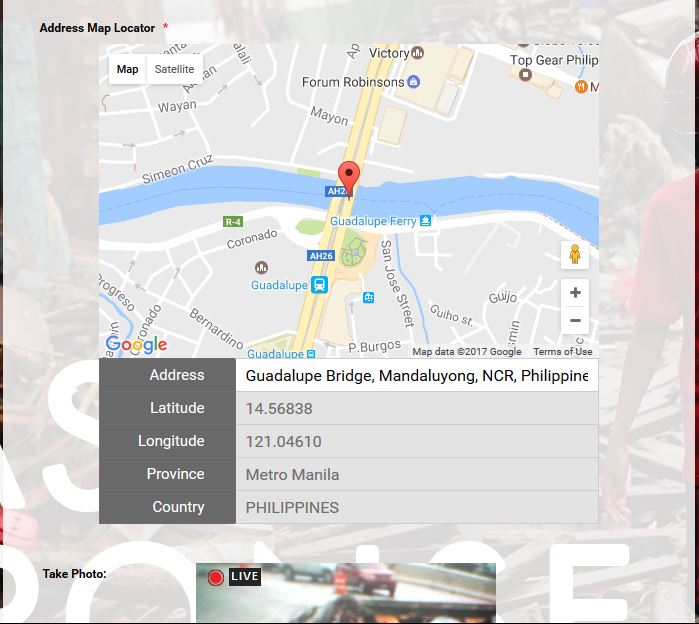 Address Map Locator *
Map Satellite
Victory
Top Gear Philip
Forum Robinsons
M
Wayan
Mayon
Simeon Cruz
AH26
R-4
Guadalupe Ferry
Coronado
AH26
Guadalupe
San Jose Street
Progreso
Coronado
Bernardino
Guiho st.
Guijo
P.Burgos
Guadalupe
Google
Map data ©2017 Google Terms of Use
Address Guadalupe Bridge, Mandaluyong, NCR, Philippine
Latitude 14.56838
Longitude 121.04610
Province Metro Manila
Country PHILIPPINES
Take Photo:
LIVE